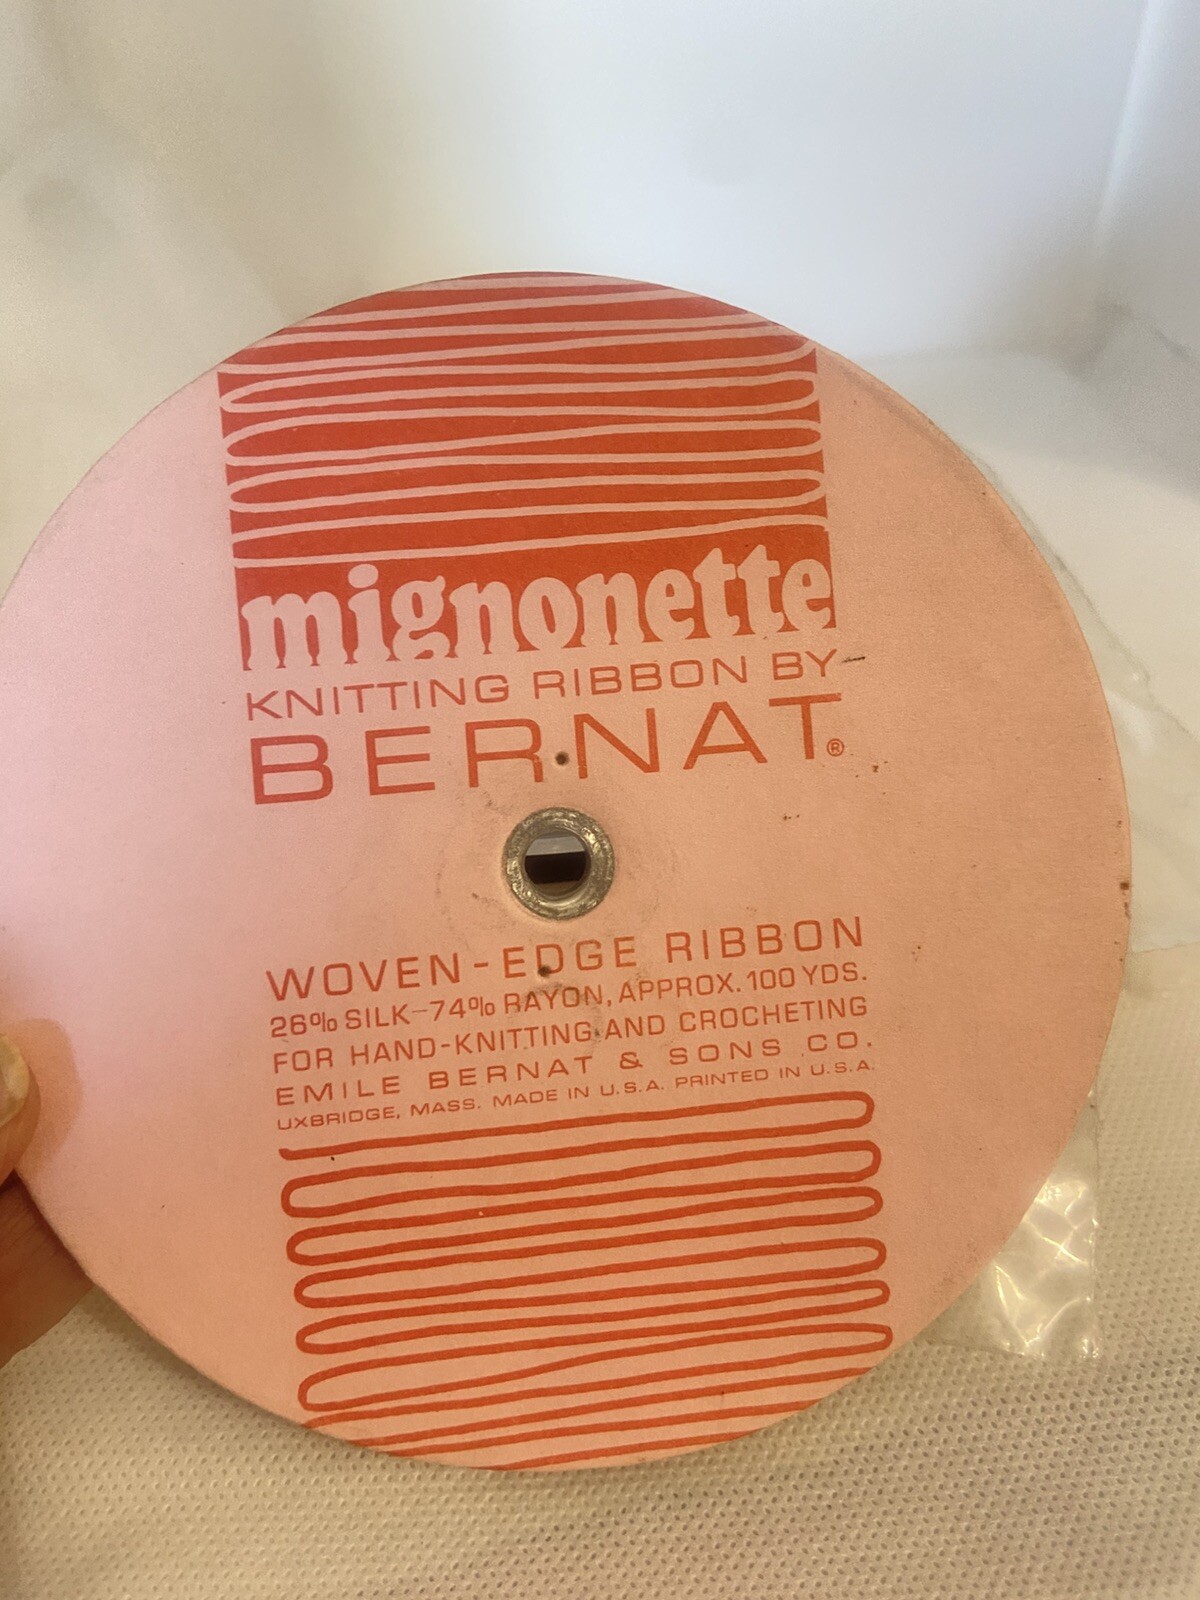 mignonette
KNITTING RIBBON BY
BERNAT®
WOVEN-EDGE RIBBON
26% SILK-74% RAYON, APPROX. 100 YDS.
FOR HAND-KNITTING AND CROCHETING
EMILE BERNAT & SONS CO.
UXBRIDGE, MASS. MADE IN U.S.A. PRINTED IN U.S.A.